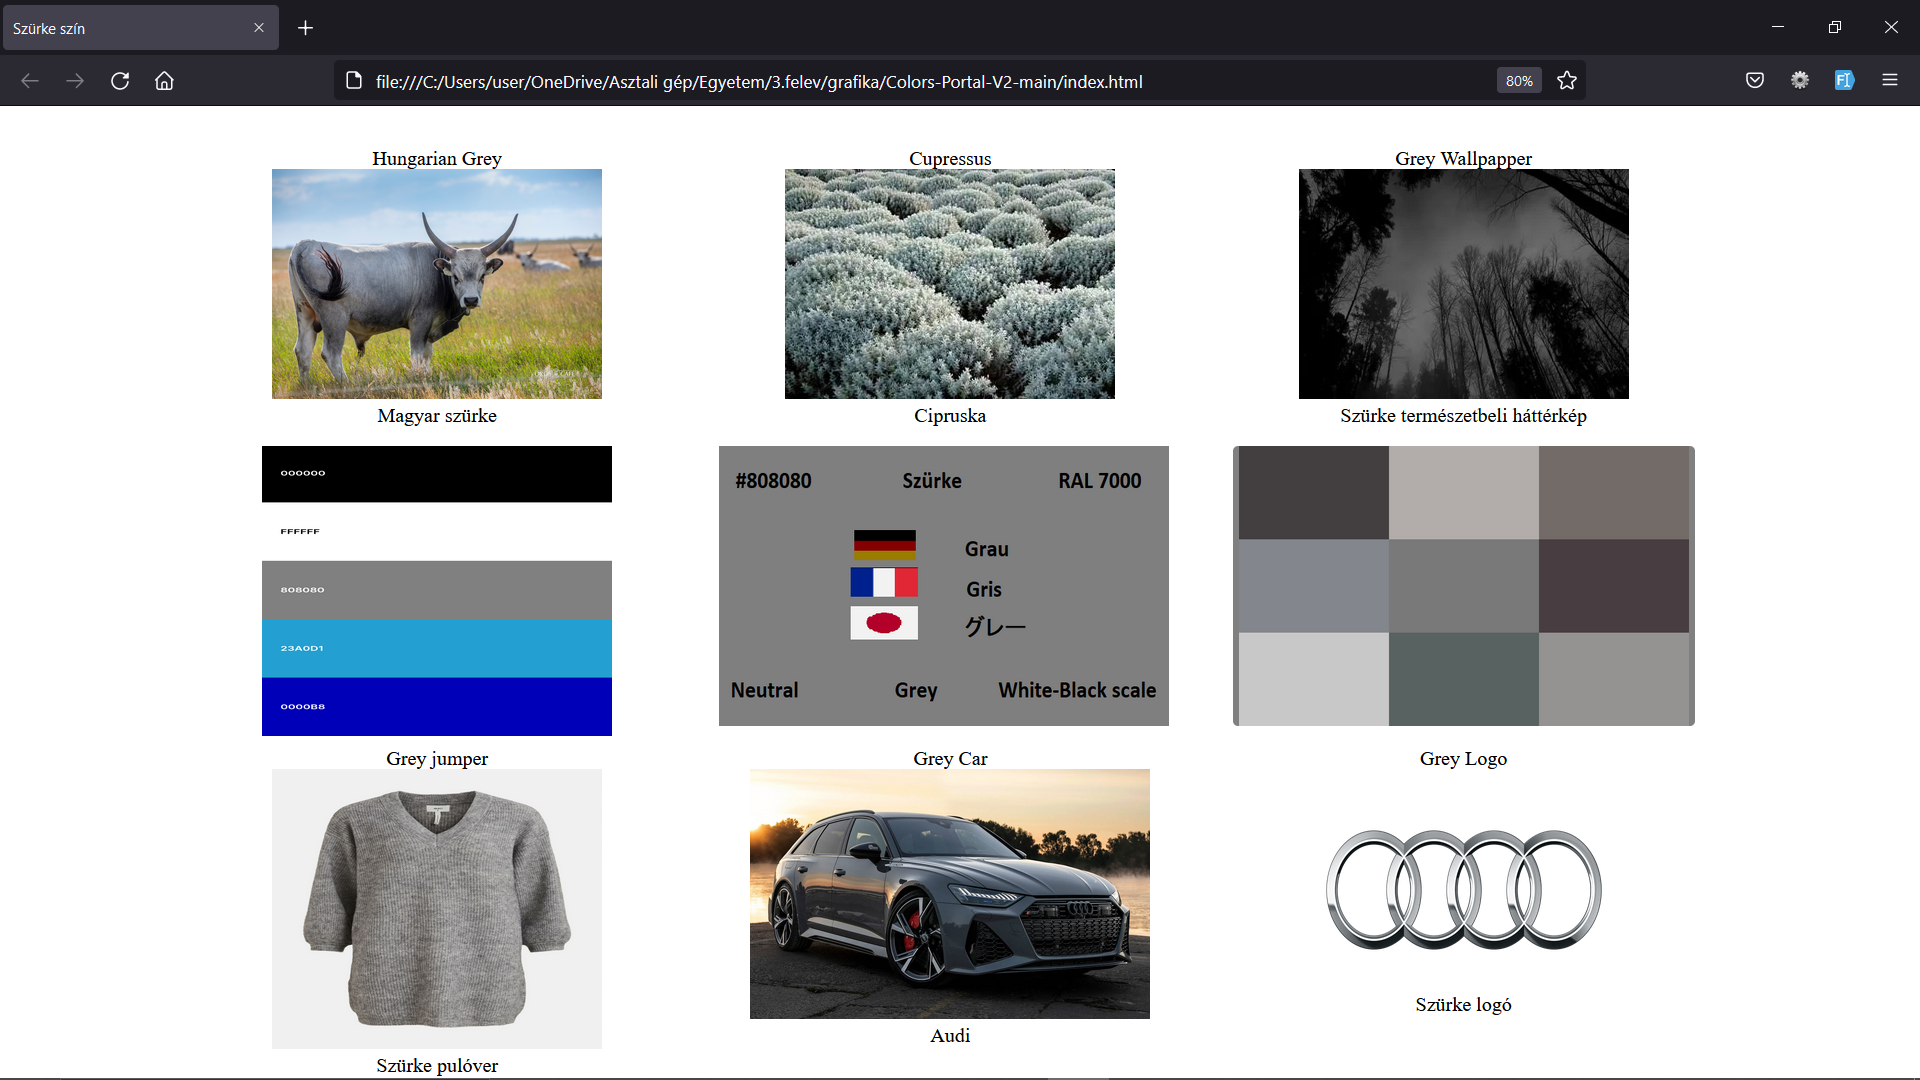 Szürke szín
file:///C:/Users/user/OneDrive/Asztali gép/Egyetem/3.felev/grafika/Colors-Portal-V2-main/index.html
80%
Hungarian Grey
Cupressus
Grey Wallpapper
Magyar szürke
Cipruska
Szürke természetbeli háttérkép
000000
FFFFFF
808080
23A0D1
0000B8
#808080 Szürke RAL 7000
Grau
Gris
グレー
Neutral Grey White-Black scale
Grey jumper
Grey Car
Grey Logo
Szürke pulóver
Audi
Szürke logó